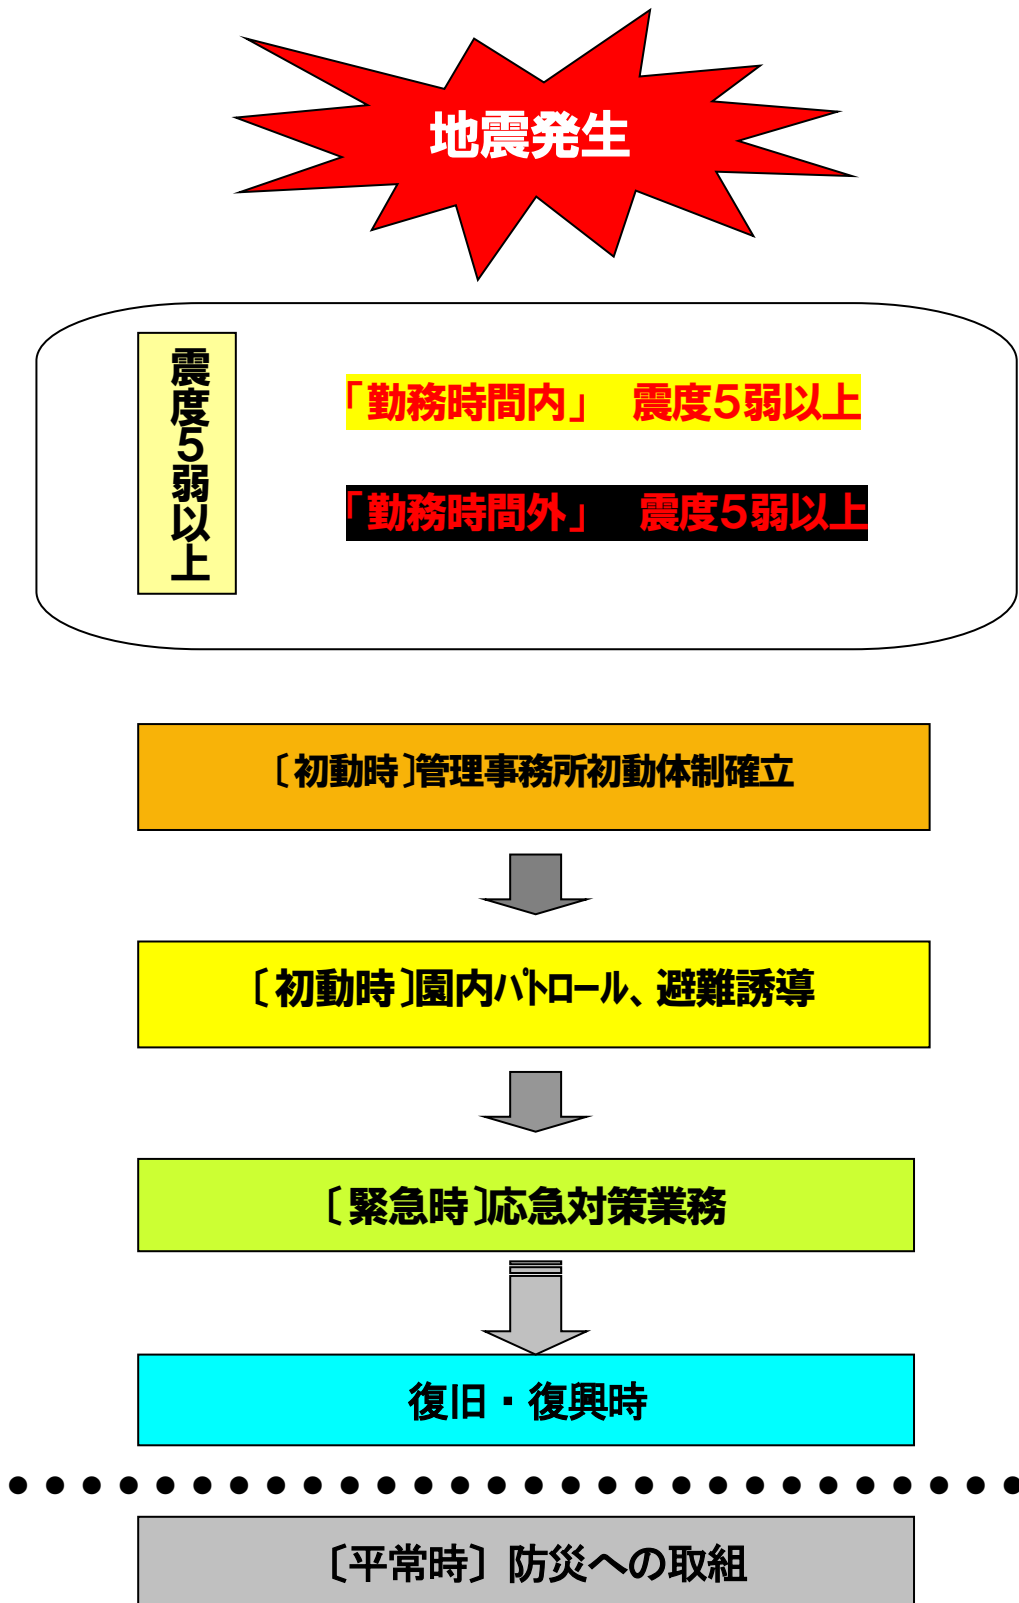 地震発生
震度５弱以上
「勤務時間内」　震度５弱以上
「勤務時間外」　震度５弱以上
〔初動時〕管理事務所初動体制確立
〔初動時〕園内ﾊﾟﾄﾛｰﾙ、避難誘導
〔緊急時〕応急対策業務
復旧・復興時
〔平常時〕防災への取組